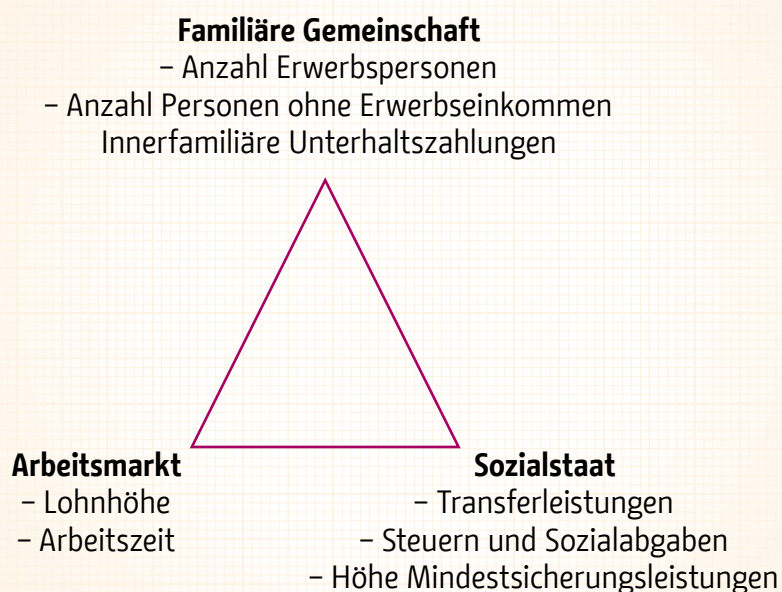 Familiäre Gemeinschaft
– Anzahl Erwerbspersonen
– Anzahl Personen ohne Erwerbseinkommen
Innerfamiliäre Unterhaltszahlungen
Arbeitsmarkt
– Lohnhöhe
– Arbeitszeit
Sozialstaat
– Transferleistungen
– Steuern und Sozialabgaben
– Höhe Mindestsicherungsleistungen